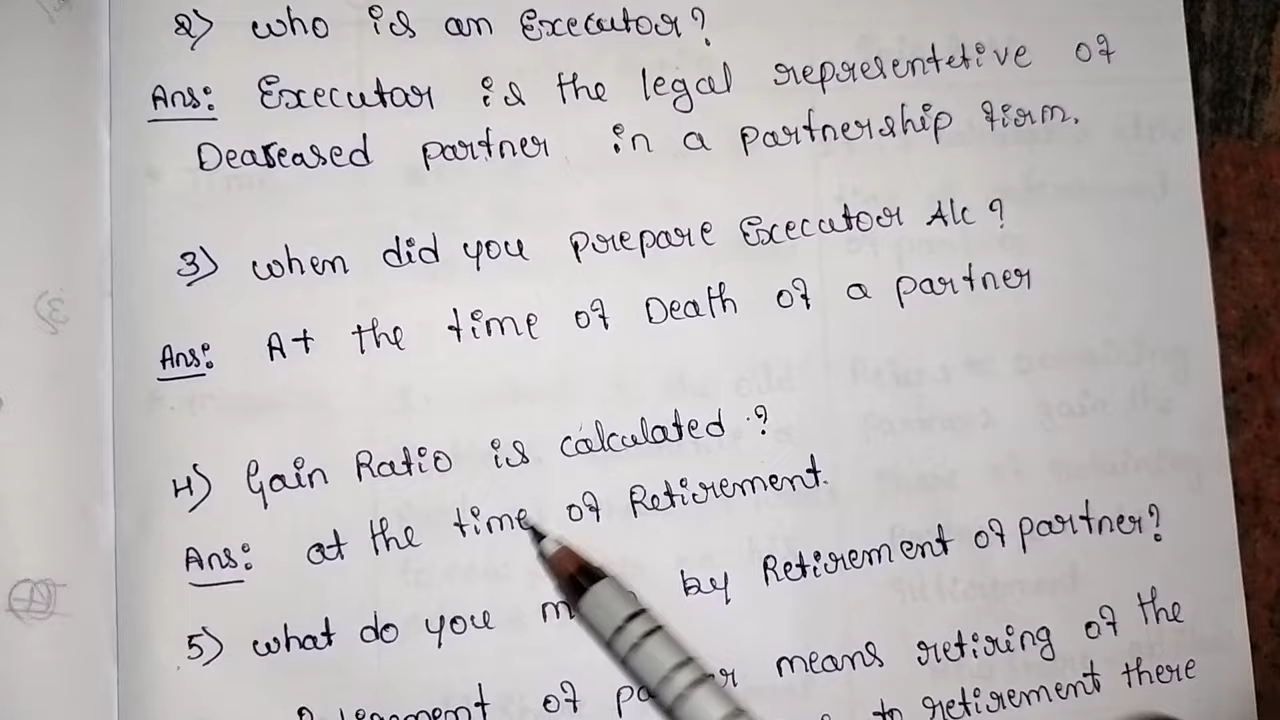 2) who is an Executor?
Ans: Executar is the legal representetive of
Deaseased partner in a partnership firm.
3) when did you prepare Executor A/c ?
Ans: At the time of Death of a partner
4) Gain Ratio is calculated ?
Ans: at the time of Retirement.
5) what do you by Retirement of partner?
of means retiring of the
to retirement there